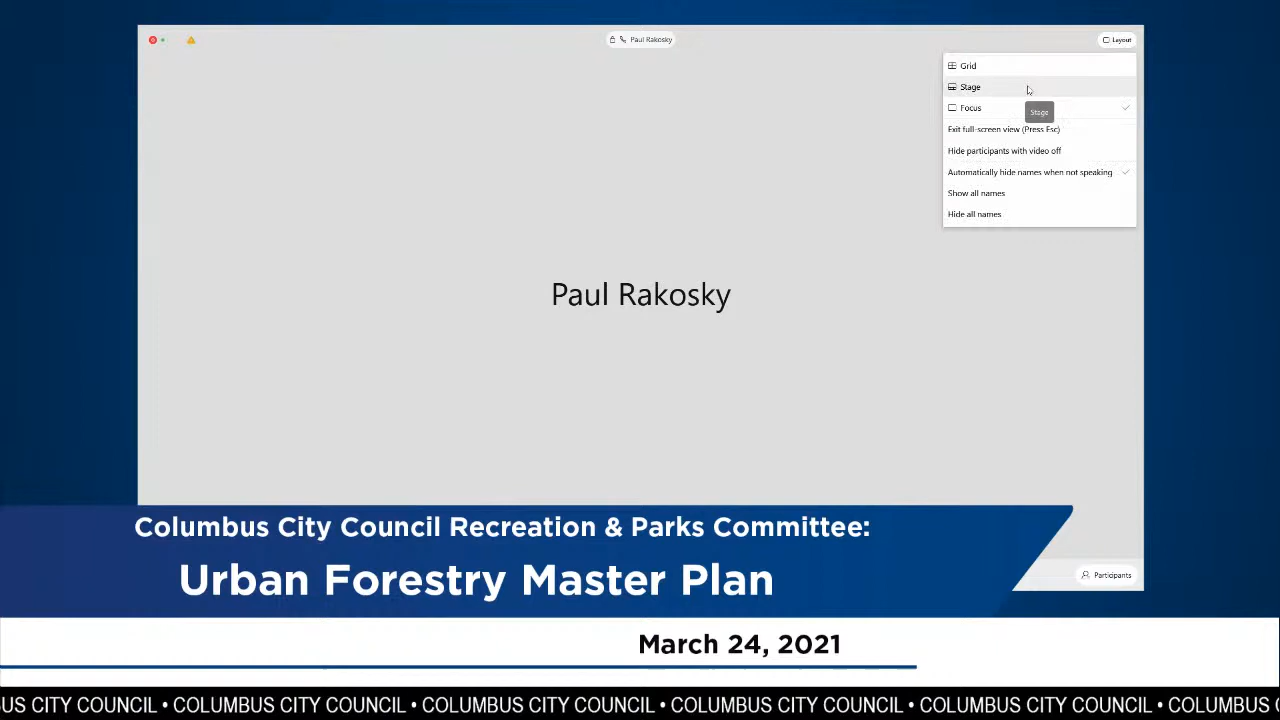 Paul Rakosky
Layout
Grid
Stage
Focus
Stage
Exit full-screen view (Press Esc)
Hide participants with video off
Automatically hide names when not speaking
Show all names
Hide all names
Paul Rakosky
Columbus City Council Recreation & Parks Committee:
Urban Forestry Master Plan
Participants
March 24, 2021
US CITY COUNCIL • COLUMBUS CITY COUNCIL • COLUMBUS CITY COUNCIL • COLUMBUS CITY COUNCIL • COLUMBUS CITY COUNCIL • COLUMBUS C